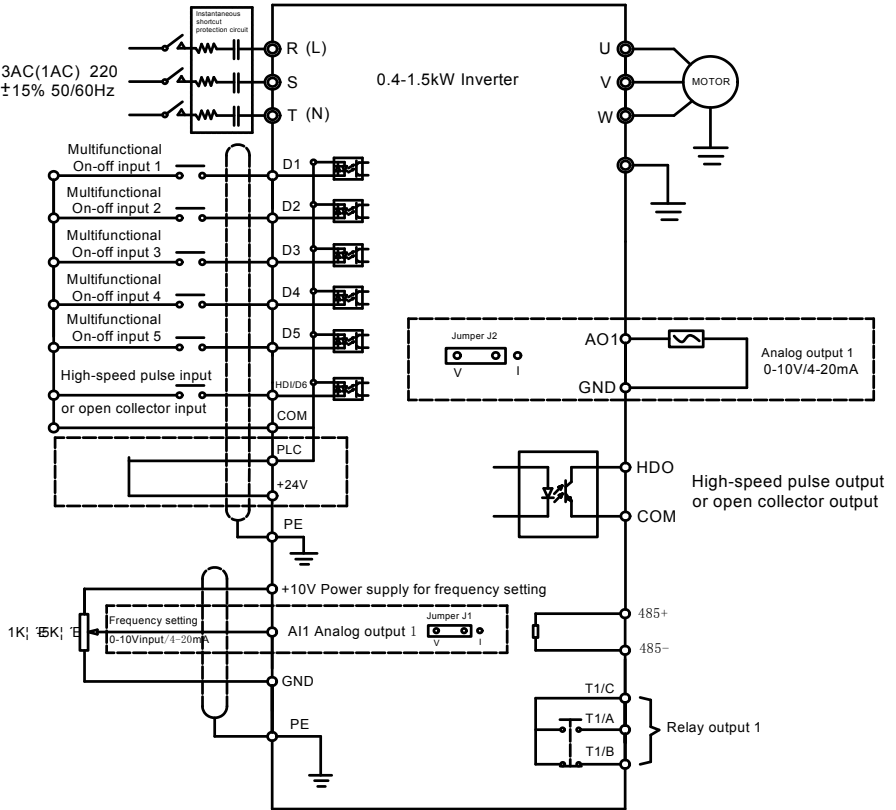 Instantaneous
shortcut
protection circuit
R (L)
S
T (N)
3AC(1AC) 220
±15% 50/60Hz
0.4-1.5kW Inverter
U
V
W
MOTOR
Multifunctional
On-off input 1
D1
Multifunctional
On-off input 2
D2
Multifunctional
On-off input 3
D3
Multifunctional
On-off input 4
D4
Multifunctional
On-off input 5
D5
High-speed pulse input
or open collector input
HDI/D6
COM
PLC
+24V
PE
Jumper J2
V
I
AO1
GND
Analog output 1
0-10V/4-20mA
HDO
COM
High-speed pulse output
or open collector output
+10V Power supply for frequency setting
Frequency setting
0-10Vinput/4-20mA
AI1 Analog output 1
Jumper J1
V
I
GND
PE
485+
485-
T1/C
T1/A
T1/B
Relay output 1